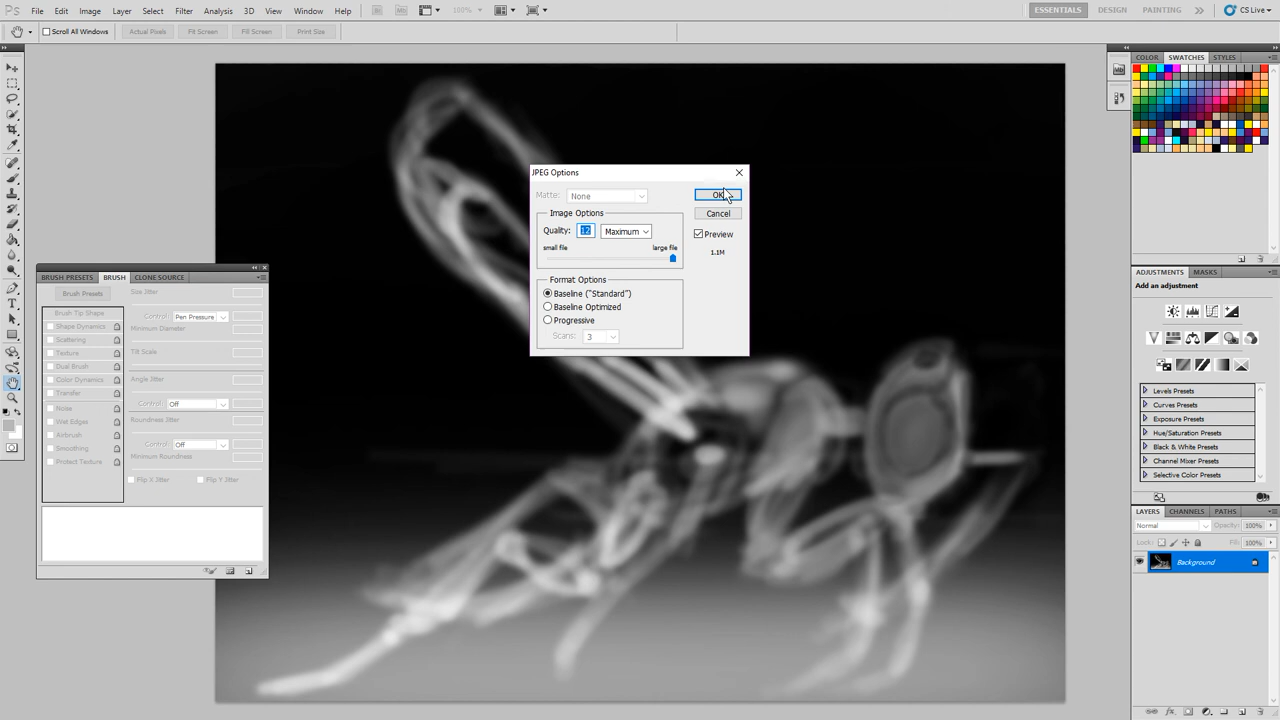 Ps File Edit Image Layer Select Filter Analysis 3D View Window Help 100% ESSENTIALS DESIGN PAINTING CS Live
Scroll All Windows Actual Pixels Fit Screen Fill Screen Print Size
COLOR SWATCHES STYLES
JPEG Options
Matte: None OK
Image Options Cancel
Quality: 12 Maximum Preview
small file large file 1.1M
Format Options
Baseline ("Standard")
Baseline Optimized
Progressive
Scans: 3
BRUSH PRESETS BRUSH CLONE SOURCE
Brush Presets Size Jitter
Brush Tip Shape Control: Pen Pressure
Shape Dynamics Minimum Diameter
Scattering
Texture Tilt Scale
Dual Brush
Color Dynamics Angle Jitter
Transfer
Control: Off
Noise
Wet Edges Roundness Jitter
Airbrush
Smoothing Control: Off
Protect Texture Minimum Roundness
Flip X Jitter Flip Y Jitter
ADJUSTMENTS MASKS
Add an adjustment
Levels Presets
Curves Presets
Exposure Presets
Hue/Saturation Presets
Black & White Presets
Channel Mixer Presets
Selective Color Presets
LAYERS CHANNELS PATHS
Normal Opacity: 100%
Lock: Fill: 100%
Background